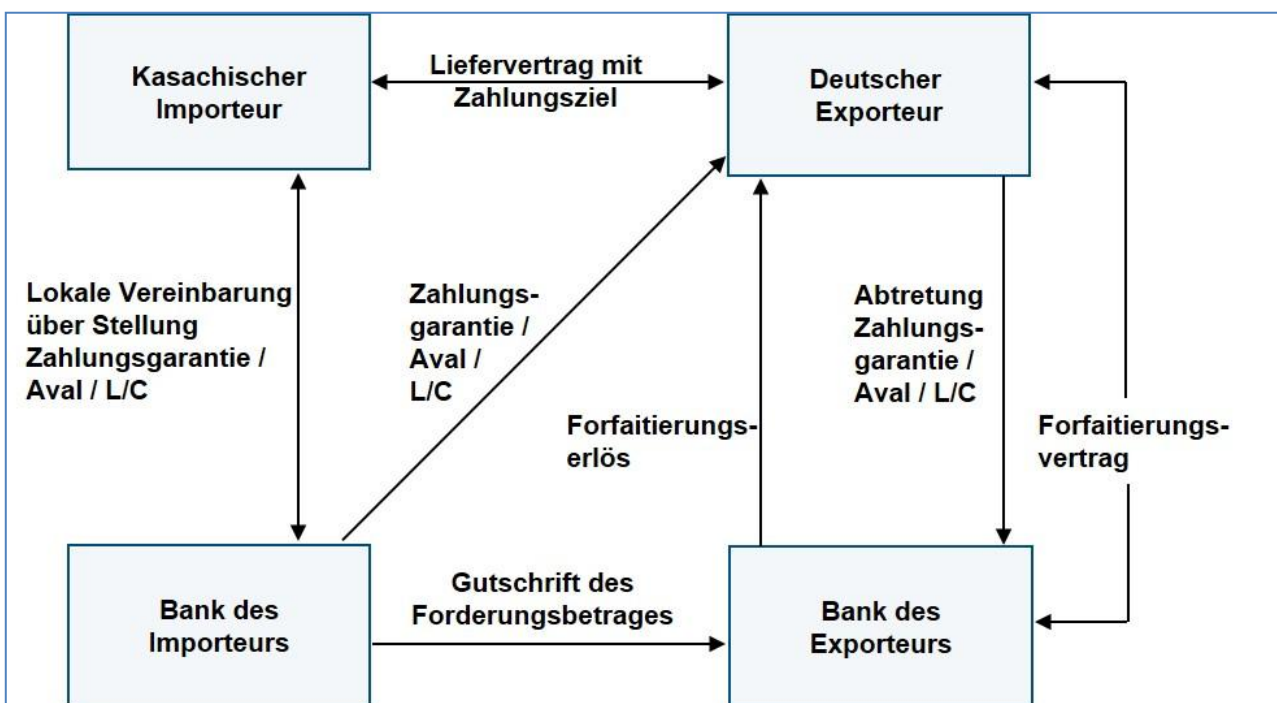 Kasachischer
Importeur
Liefervertrag mit
Zahlungsziel
Deutscher
Exporteur
Lokale Vereinbarung
über Stellung
Zahlungsgarantie /
Aval / L/C
Zahlungs-
garantie /
Aval /
L/C
Forfaitierungs-
erlös
Abtretung
Zahlungs-
garantie /
Aval / L/C
Forfaitierungs-
vertrag
Bank des
Importeurs
Gutschrift des
Forderungsbetrages
Bank des
Exporteurs